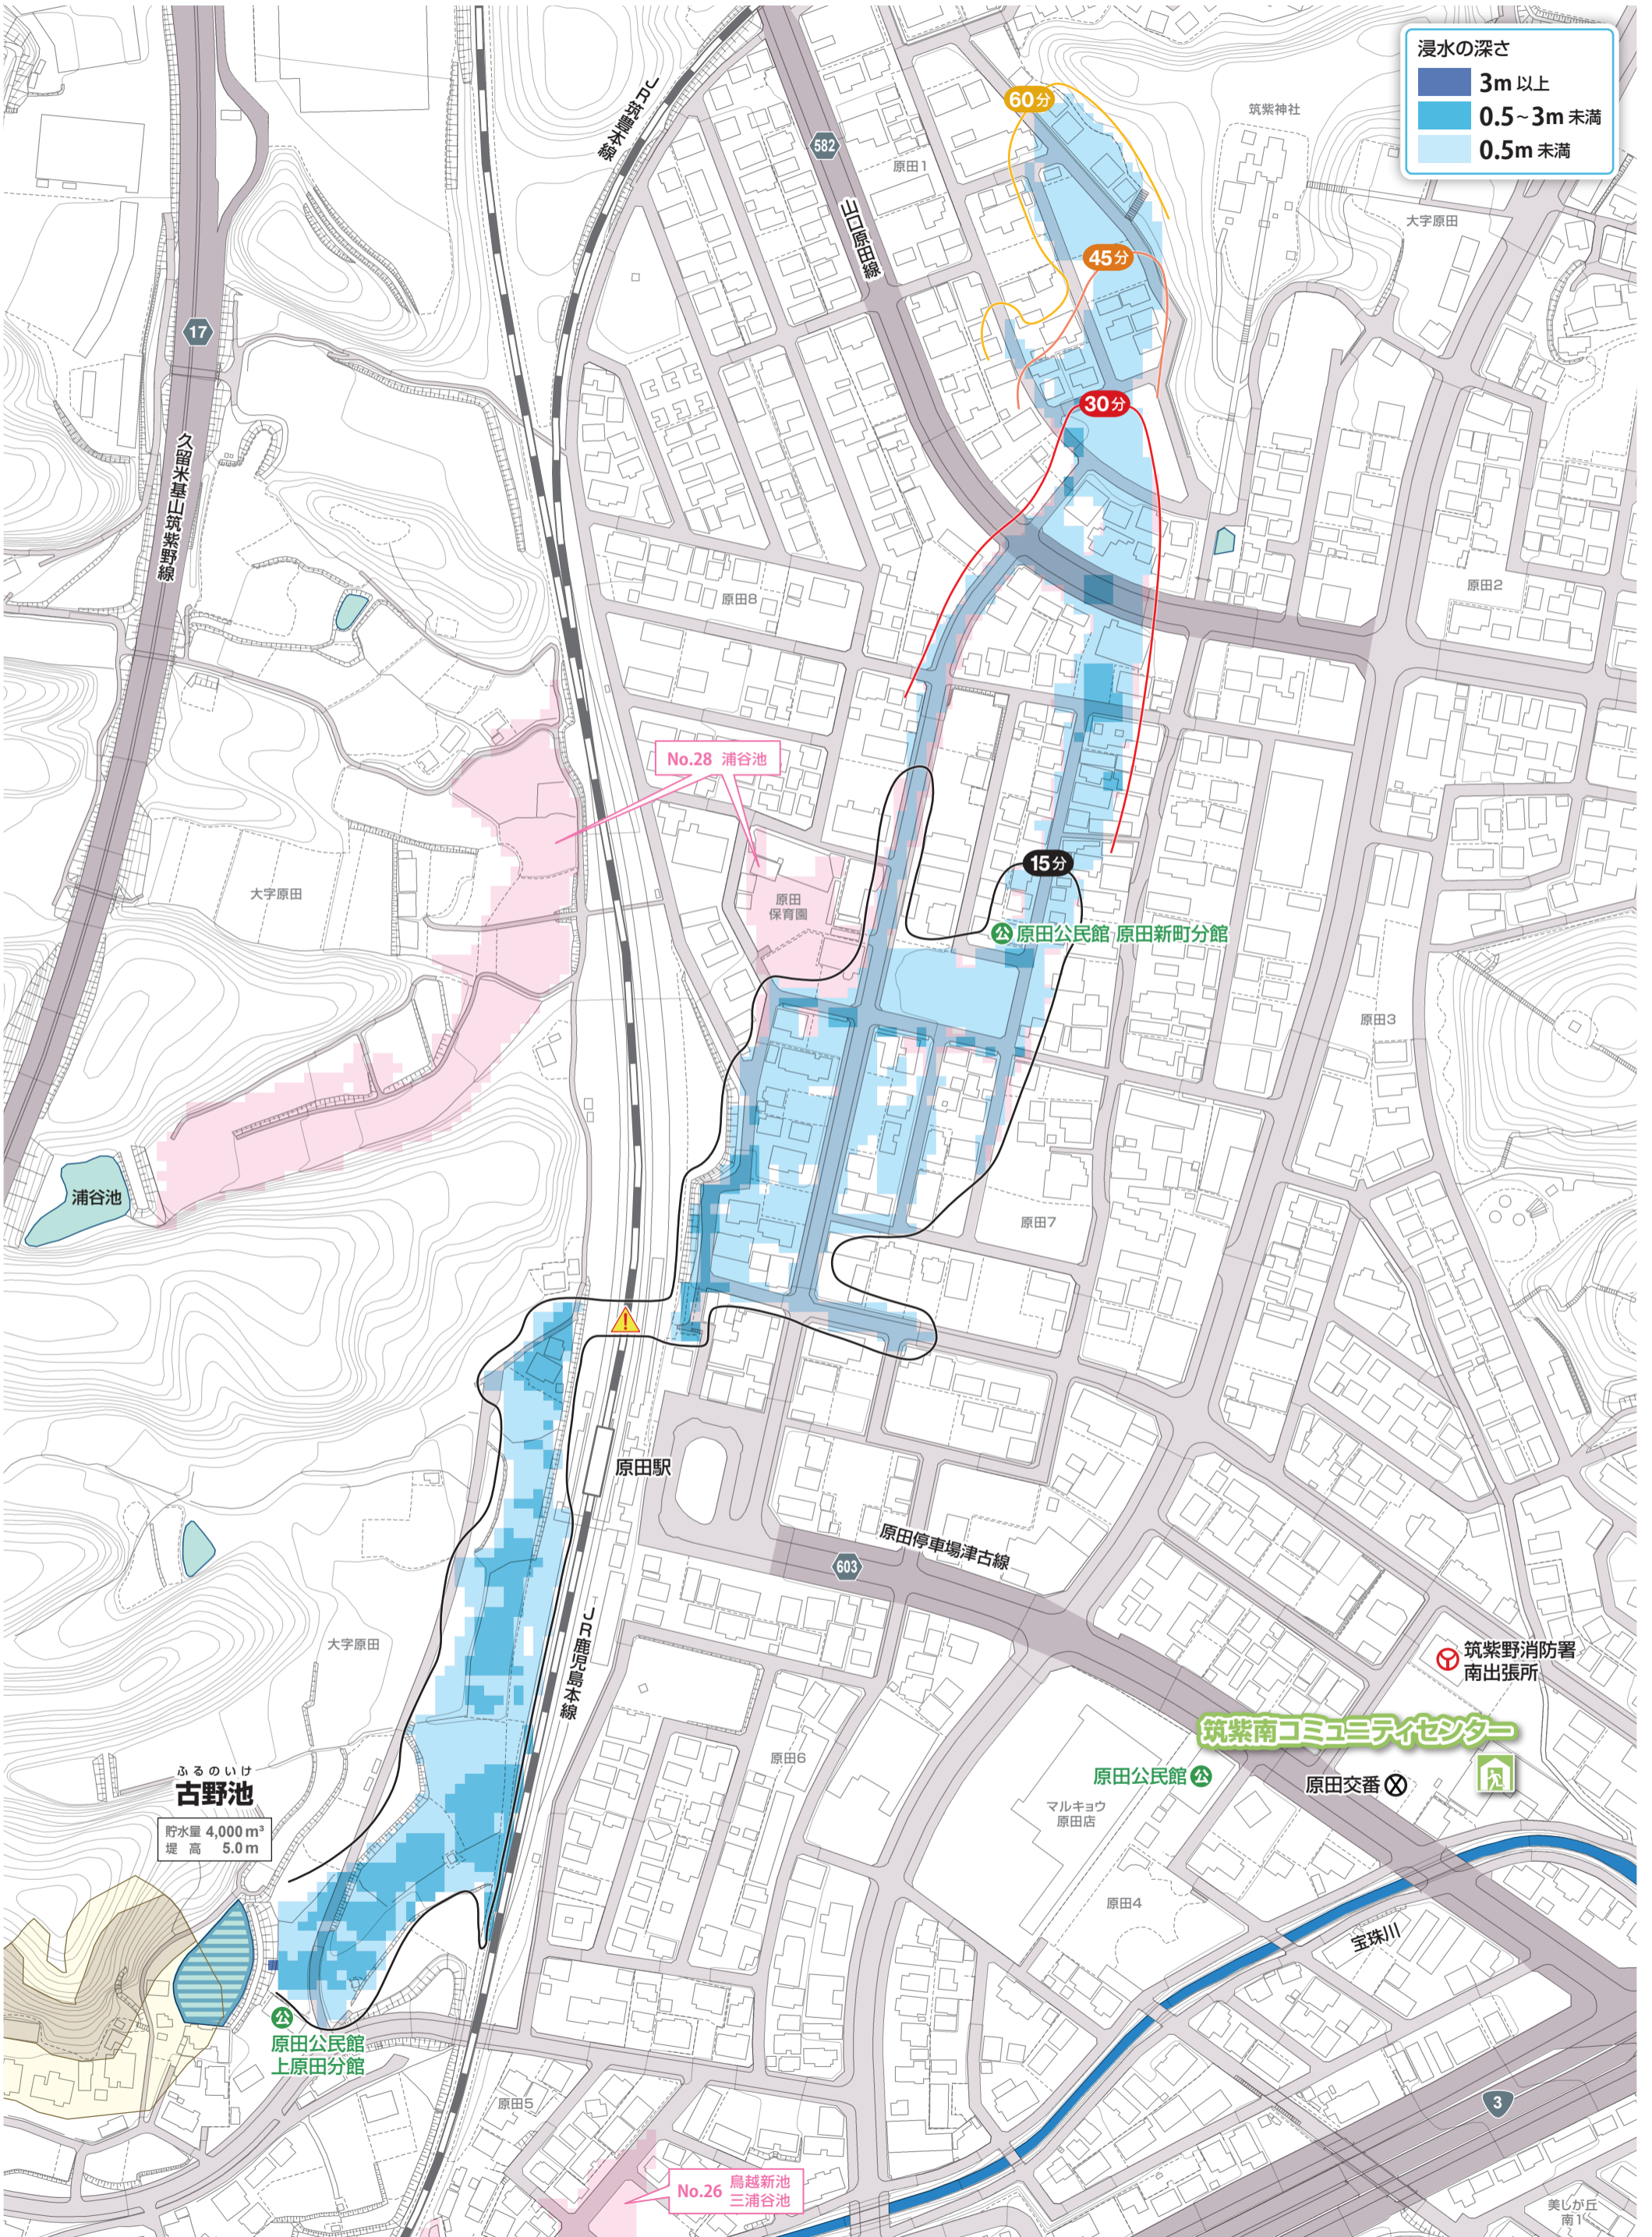 浸水の深さ
3m 以上
0.5~3m 未満
0.5m 未満
60分
筑紫神社
JR筑豊本線
582
原田1
山口原田線
大字原田
45分
17
30分
久留米基山筑紫野線
原田8
原田2
No.28 浦谷池
15分
大字原田
原田
保育園
公 原田公民館 原田新町分館
原田3
浦谷池
原田7
!
原田駅
原田停車場津古線
603
大字原田
JR鹿児島本線
筑紫野消防署
南出張所
筑紫南コミュニティセンター
原田6
原田公民館 公
原田交番
ふるのいけ
古野池
マルキョウ
原田店
貯水量 4,000m³
堤 高 5.0m
原田4
宝珠川
公
原田公民館
上原田分館
原田5
3
No.26 鳥越新池
三浦谷池
美しが丘
南1